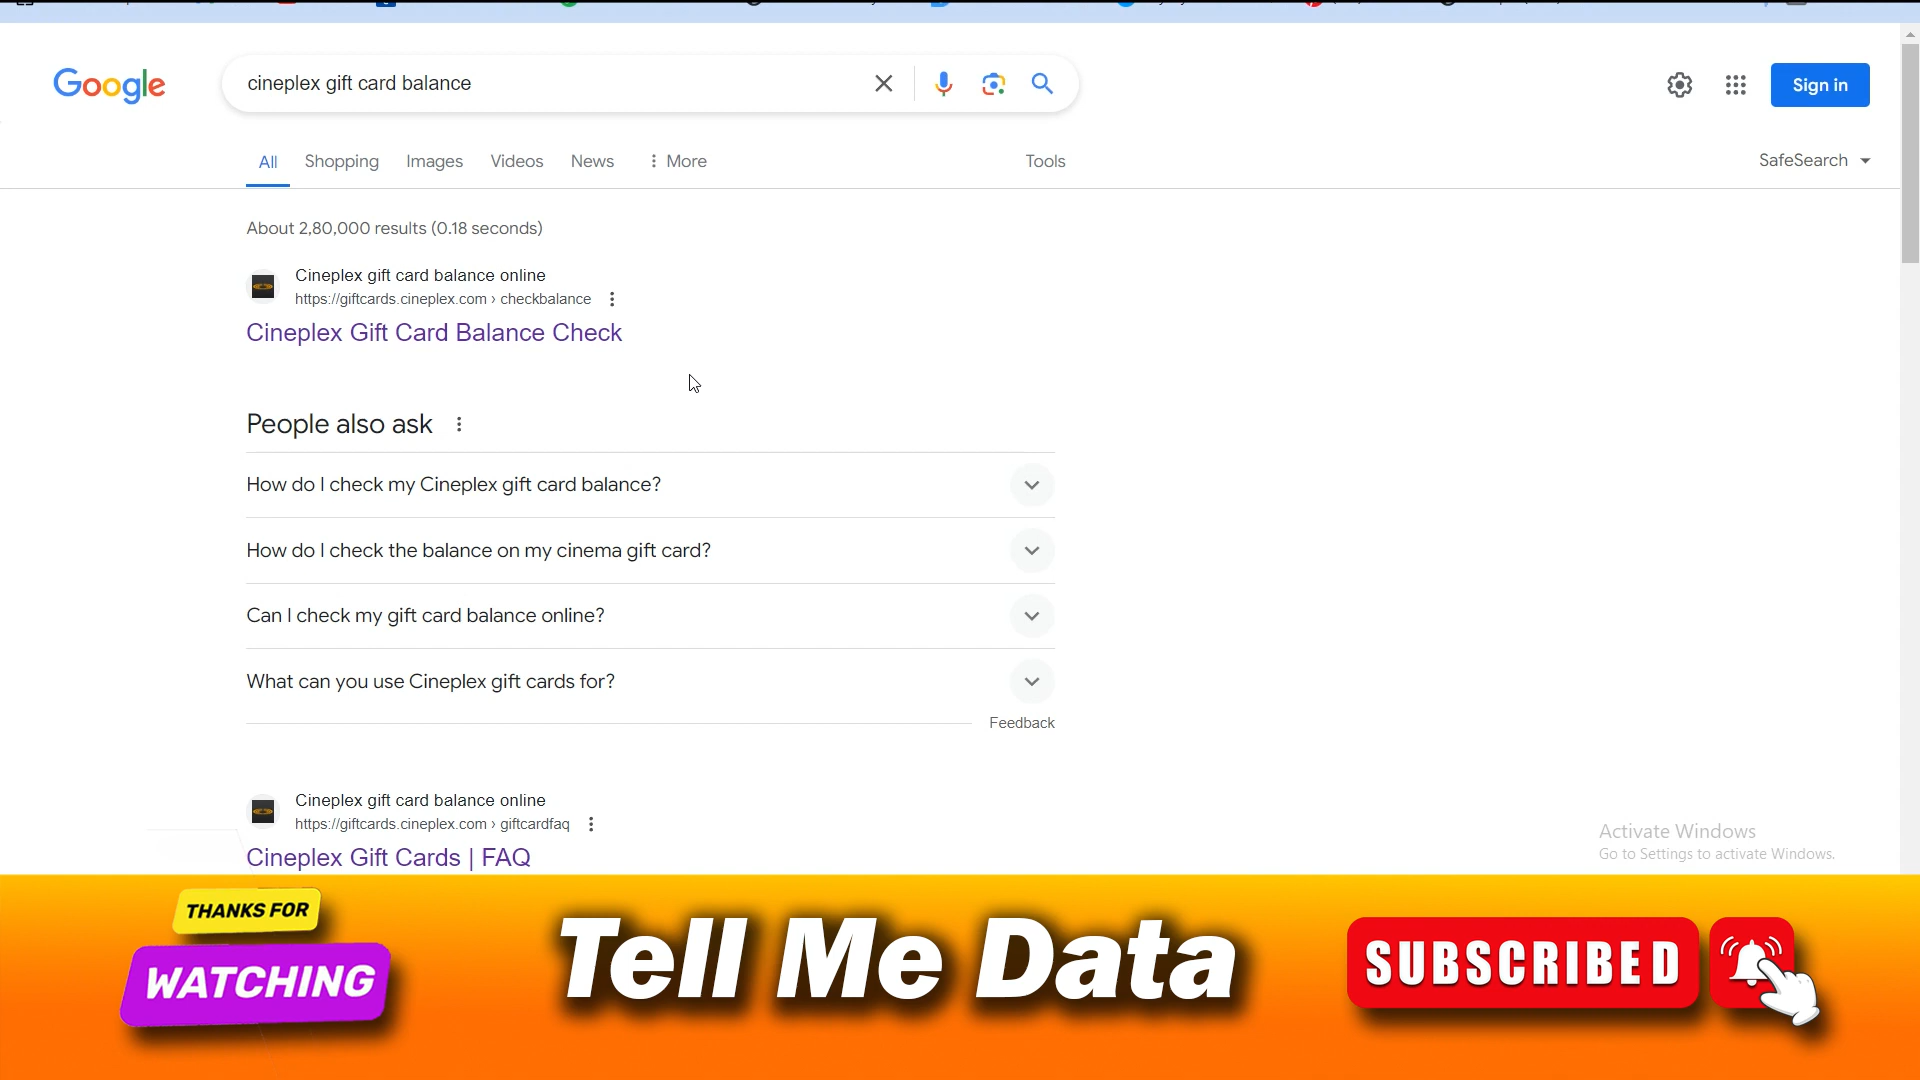 Google
cineplex gift card balance
Sign in
All Shopping Images Videos News More Tools
SafeSearch
About 2,80,000 results (0.18 seconds)
Cineplex gift card balance online
https://giftcards.cineplex.com › checkbalance
Cineplex Gift Card Balance Check
People also ask
How do I check my Cineplex gift card balance?
How do I check the balance on my cinema gift card?
Can I check my gift card balance online?
What can you use Cineplex gift cards for?
Feedback
Cineplex gift card balance online
https://giftcards.cineplex.com › giftcardfaq
Cineplex Gift Cards | FAQ
Activate Windows
Go to Settings to activate Windows.
THANKS FOR
WATCHING
Tell Me Data
SUBSCRIBED